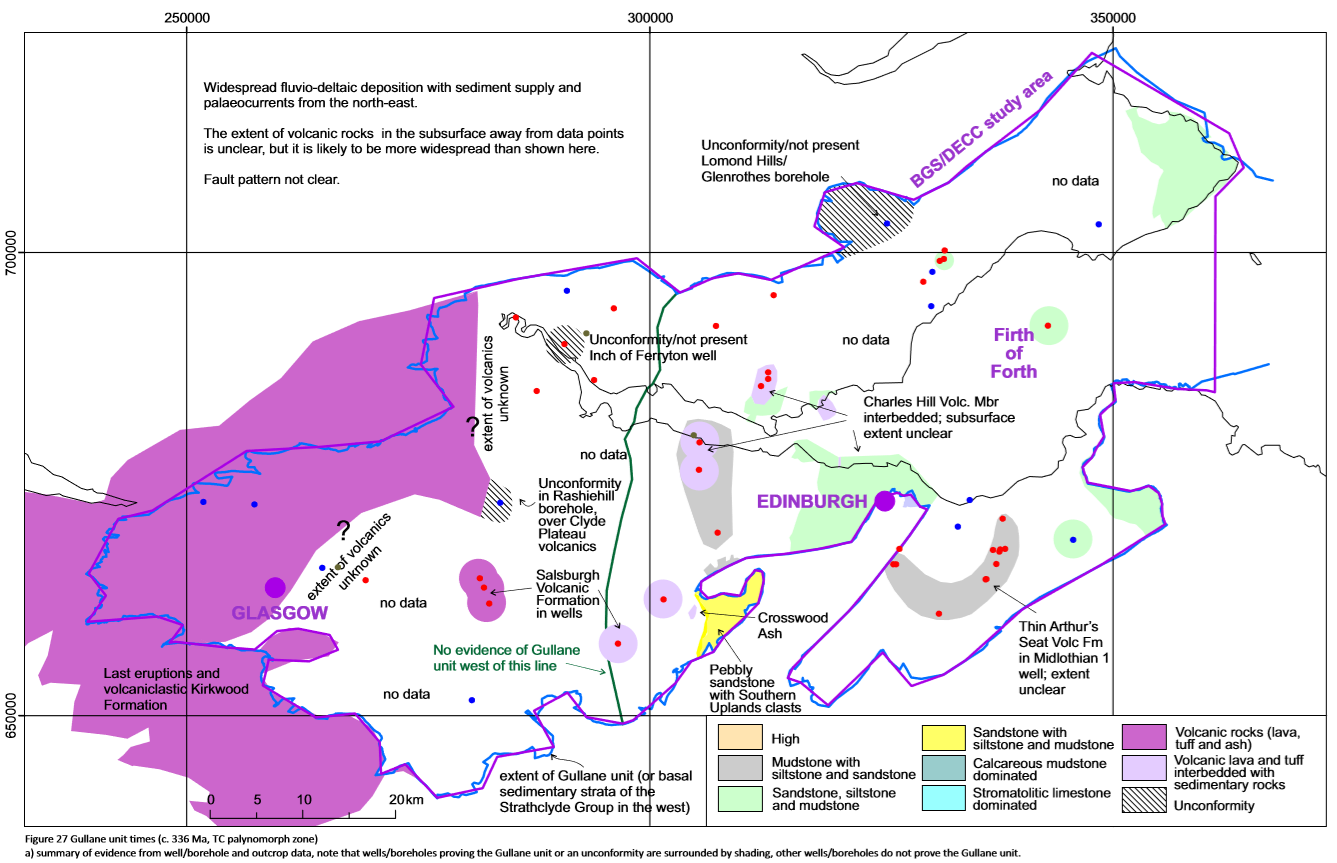 250000
300000
350000
Widespread fluvio-deltaic deposition with sediment supply and
palaeocurrents from the north-east.
The extent of volcanic rocks in the subsurface away from data points
is unclear, but it is likely to be more widespread than shown here.
Fault pattern not clear.
BGS/DECC study area
Unconformity/not present
Lomond Hills/
Glenrothes borehole
no data
700000
Unconformity/not present
Inch of Ferryton well
no data
Firth
of
Forth
extent of volcanics
unknown
?
Charles Hill Volc. Mbr
interbedded; subsurface
extent unclear
no data
Unconformity
in Rashiehill
borehole,
over Clyde
Plateau
volcanics
EDINBURGH
?
extent of volcanics
unknown
GLASGOW
no data
Salsburgh
Volcanic
Formation
in wells
Crosswood
Ash
No evidence of Gullane
unit west of this line
Thin Arthur's
Seat Volc Fm
in Midlothian 1
well; extent
unclear
Pebbly
sandstone
with Southern
Uplands clasts
Last eruptions and
volcaniclastic Kirkwood
Formation
no data
650000
extent of Gullane unit (or basal
sedimentary strata of the
Strathclyde Group in the west)
0 5 10 20km
High
Mudstone with
siltstone and sandstone
Sandstone, siltstone
and mudstone
Sandstone with
siltstone and mudstone
Calcareous mudstone
dominated
Stromatolitic limestone
dominated
Volcanic rocks (lava,
tuff and ash)
Volcanic lava and tuff
interbedded with
sedimentary rocks
Unconformity
Figure 27 Gullane unit times (c. 336 Ma, TC palynomorph zone)
a) summary of evidence from well/borehole and outcrop data, note that wells/boreholes proving the Gullane unit or an unconformity are surrounded by shading, other wells/boreholes do not prove the Gullane unit.